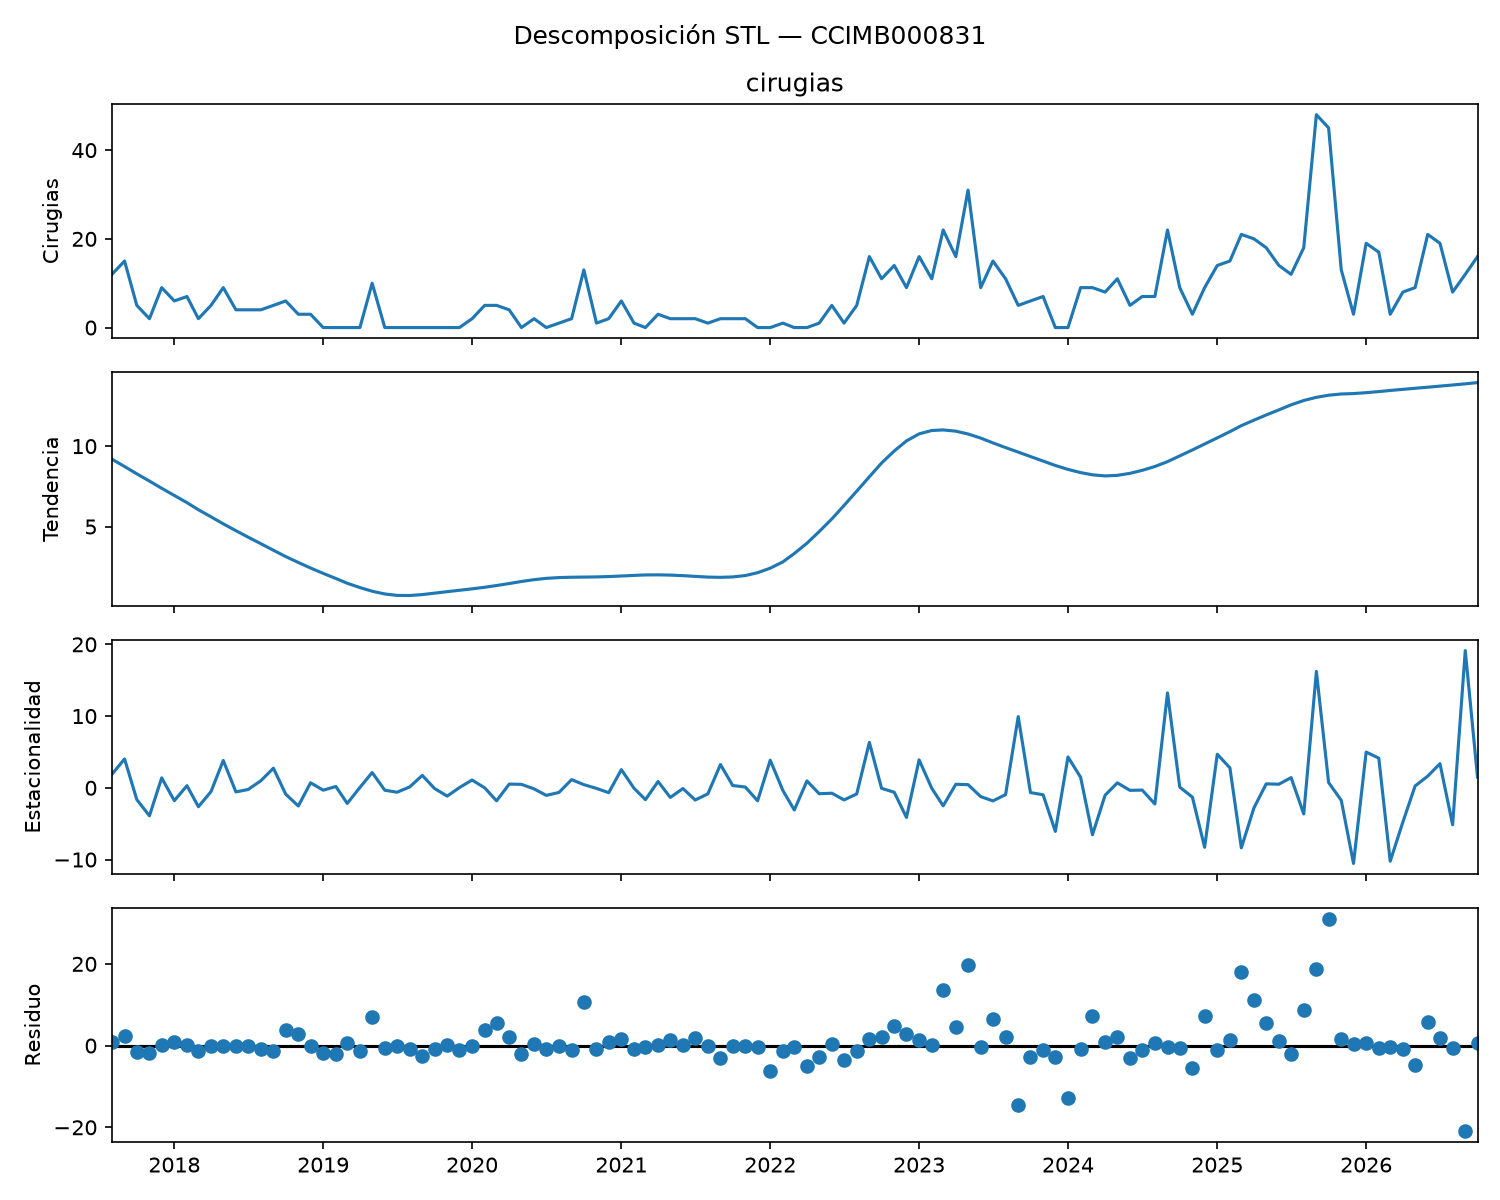 Descomposición STL — CCIMB000831
cirugias
Cirugias
40
20
0
Tendencia
10
5
Estacionalidad
20
10
0
−10
Residuo
20
0
−20
2018 2019 2020 2021 2022 2023 2024 2025 2026